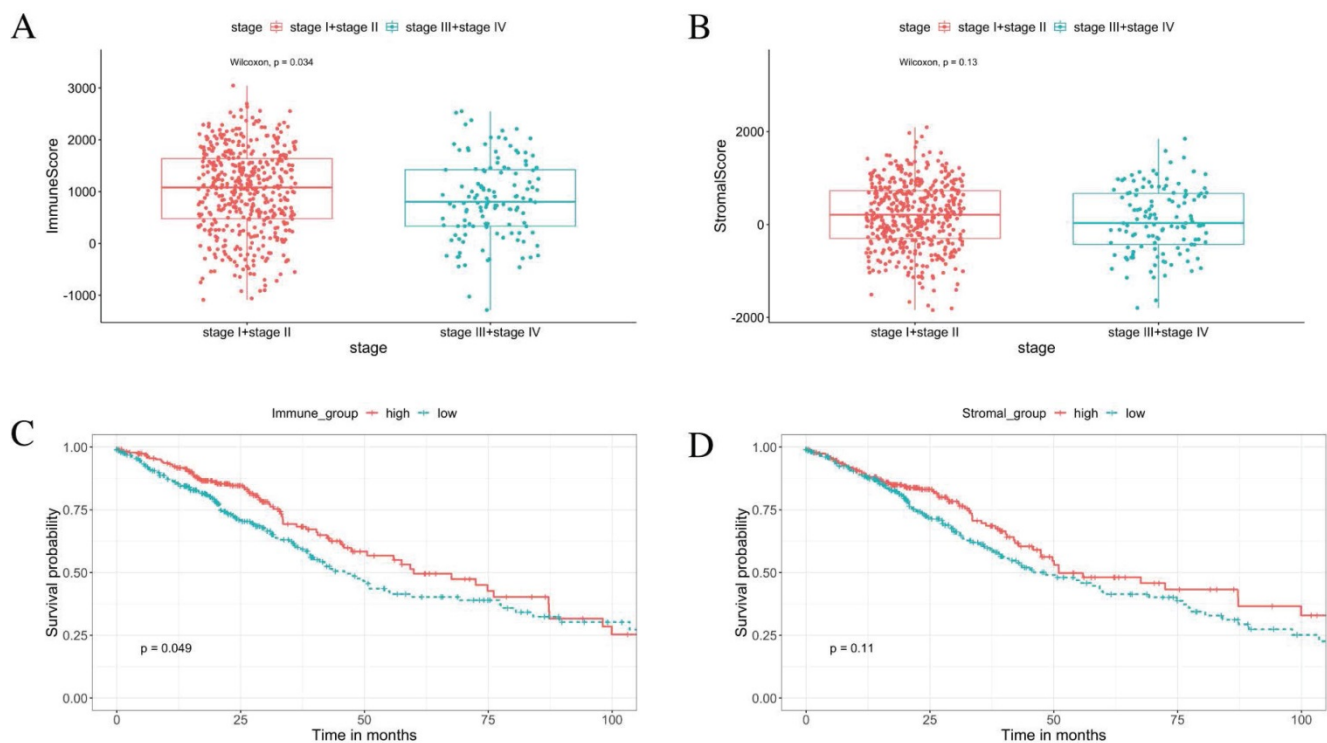 A
stage stage I+stage II stage III+stage IV
Wilcoxon, p = 0.034
ImmuneScore
3000
2000
1000
0
-1000
stage I+stage II stage III+stage IV
stage
B
stage stage I+stage II stage III+stage IV
Wilcoxon, p = 0.13
StromalScore
2000
0
-2000
stage I+stage II stage III+stage IV
stage
C
Immune_group high low
Survival probability
1.00
0.75
0.50
0.25
0.00
p = 0.049
0 25 50 75 100
Time in months
D
Stromal_group high low
Survival probability
1.00
0.75
0.50
0.25
0.00
p = 0.11
0 25 50 75 100
Time in months